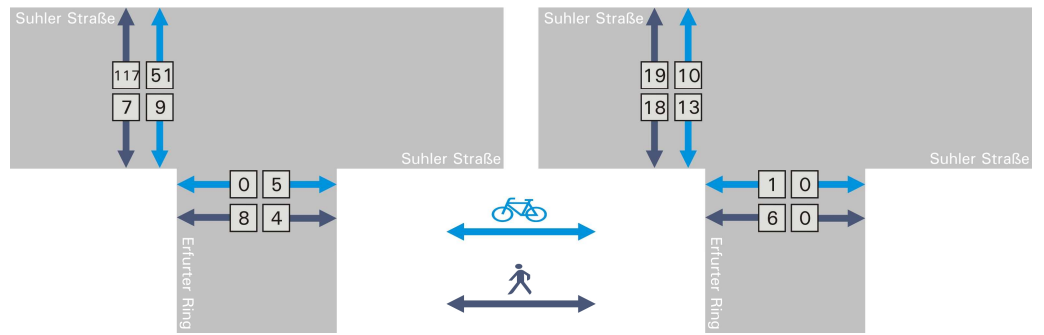 Suhler Straße
117 51
7 9
Suhler Straße
0 5
8 4
Erfurter Ring
Suhler Straße
19 10
18 13
Suhler Straße
1 0
6 0
Erfurter Ring